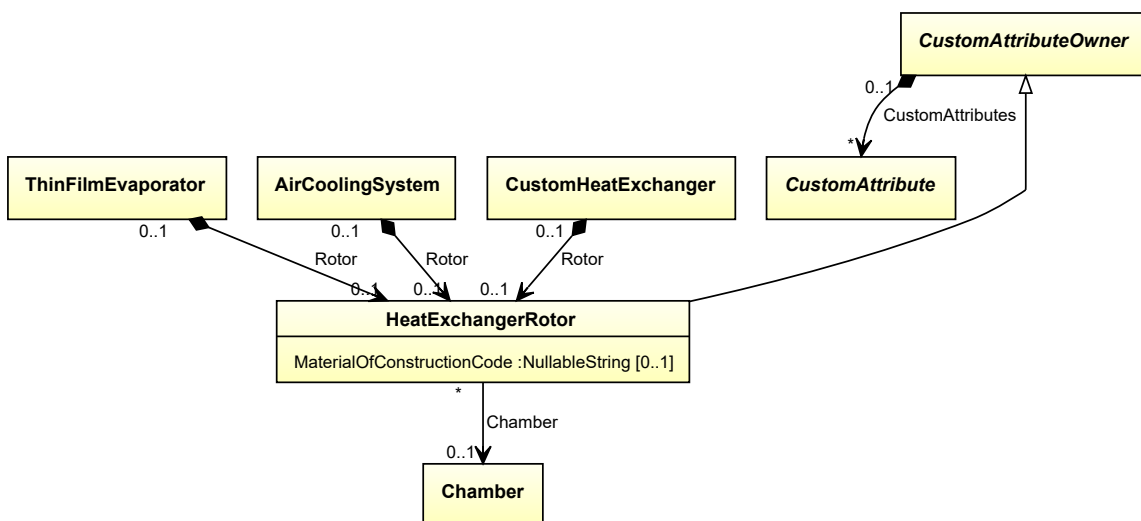 CustomAttributeOwner
0..1
CustomAttributes
*
ThinFilmEvaporator
AirCoolingSystem
CustomHeatExchanger
CustomAttribute
0..1
0..1
0..1
Rotor
Rotor
Rotor
0..1
0..1
0..1
HeatExchangerRotor
MaterialOfConstructionCode :NullableString [0..1]
*
Chamber
0..1
Chamber